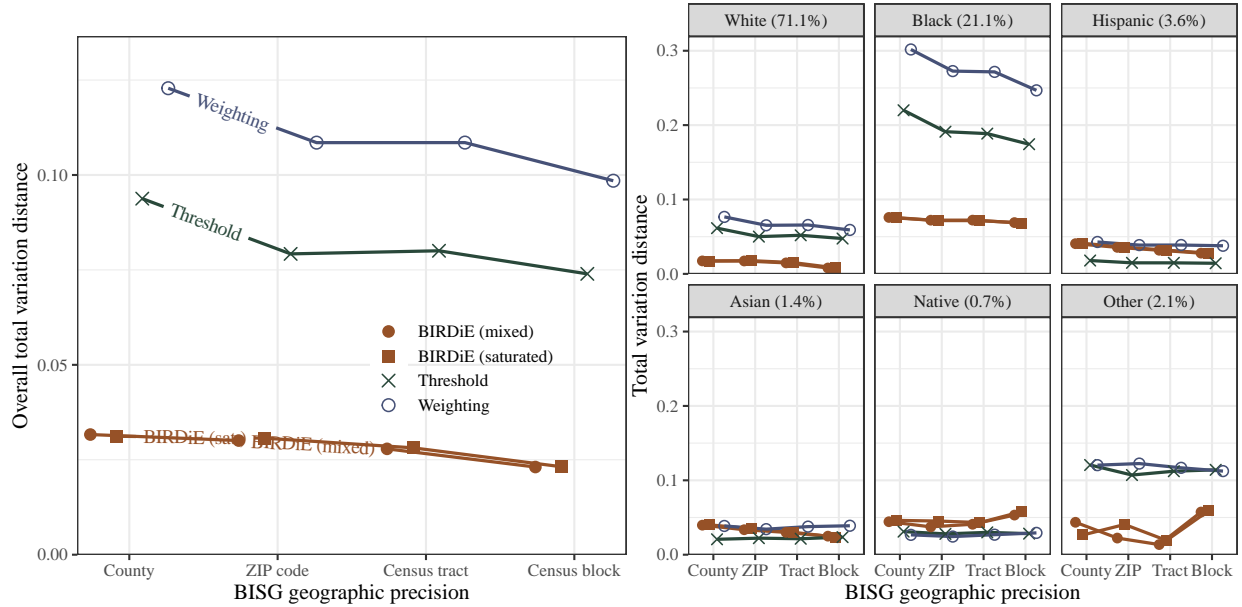 Overall total variation distance
0.10
0.05
0.00
Weighting
Threshold
BIRDiE (mixed)
BIRDiE (saturated)
Threshold
Weighting
BIRDiE (sat
BIRDiE (mixed)
County ZIP code Census tract Census block
BISG geographic precision
Total variation distance
White (71.1%) Black (21.1%) Hispanic (3.6%)
0.3
0.2
0.1
0.0
Asian (1.4%) Native (0.7%) Other (2.1%)
0.3
0.2
0.1
0.0
County ZIP Tract Block County ZIP Tract Block County ZIP Tract Block
BISG geographic precision